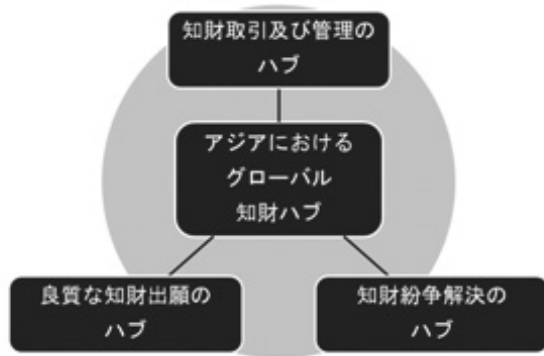 知財取引及び管理の
ハブ
アジアにおける
グローバル
知財ハブ
良質な知財出願の
ハブ
知財紛争解決の
ハブ